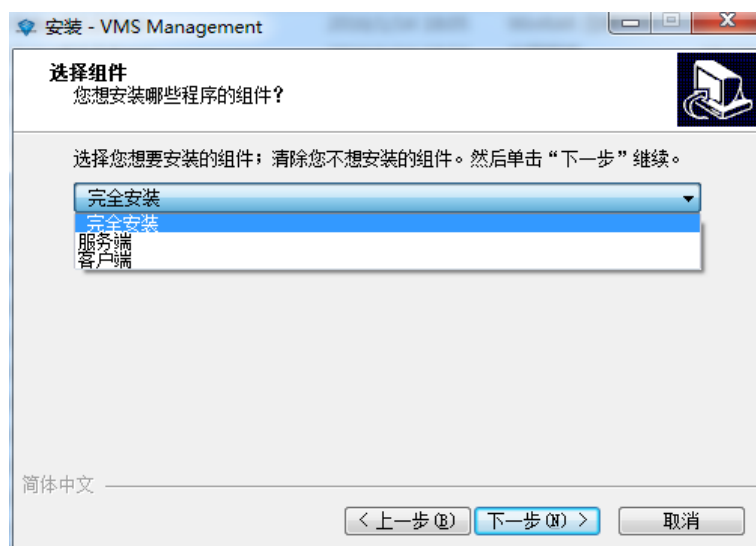 安装 - VMS Management
选择组件
您想安装哪些程序的组件?
选择您想要安装的组件；清除您不想安装的组件。然后单击“下一步”继续。
完全安装
完全安装
服务端
客户端
简体中文
< 上一步(B)
下一步(N) >
取消